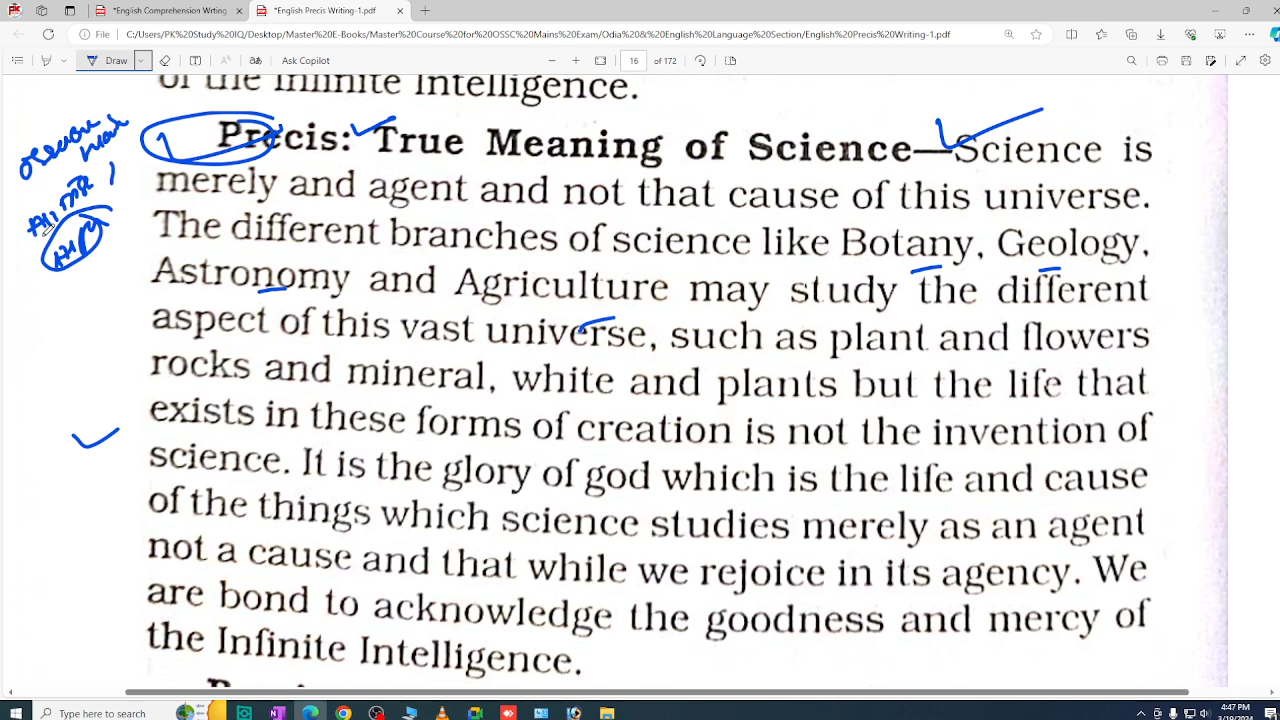 *English Comprehension Writing
*English Precis Writing-1.pdf
File
C:/Users/PK%20Study%20IQ/Desktop/Master%20E-Books/Master%20Course%20for%20OSSC%20Mains%20Exam/Odia%20&%20English%20Language%20Section/English%20Precis%20Writing-1.pdf
Draw
Ask Copilot
16 of 172
of the Infinite Intelligence.
Precis: True Meaning of Science—Science is
merely and agent and not that cause of this universe.
The different branches of science like Botany, Geology,
Astronomy and Agriculture may study the different
aspect of this vast universe, such as plant and flowers
rocks and mineral, white and plants but the life that
exists in these forms of creation is not the invention of
science. It is the glory of god which is the life and cause
of the things which science studies merely as an agent
not a cause and that while we rejoice in its agency. We
are bond to acknowledge the goodness and mercy of
the Infinite Intelligence.
Type here to search
4:47 PM
3/19/2024